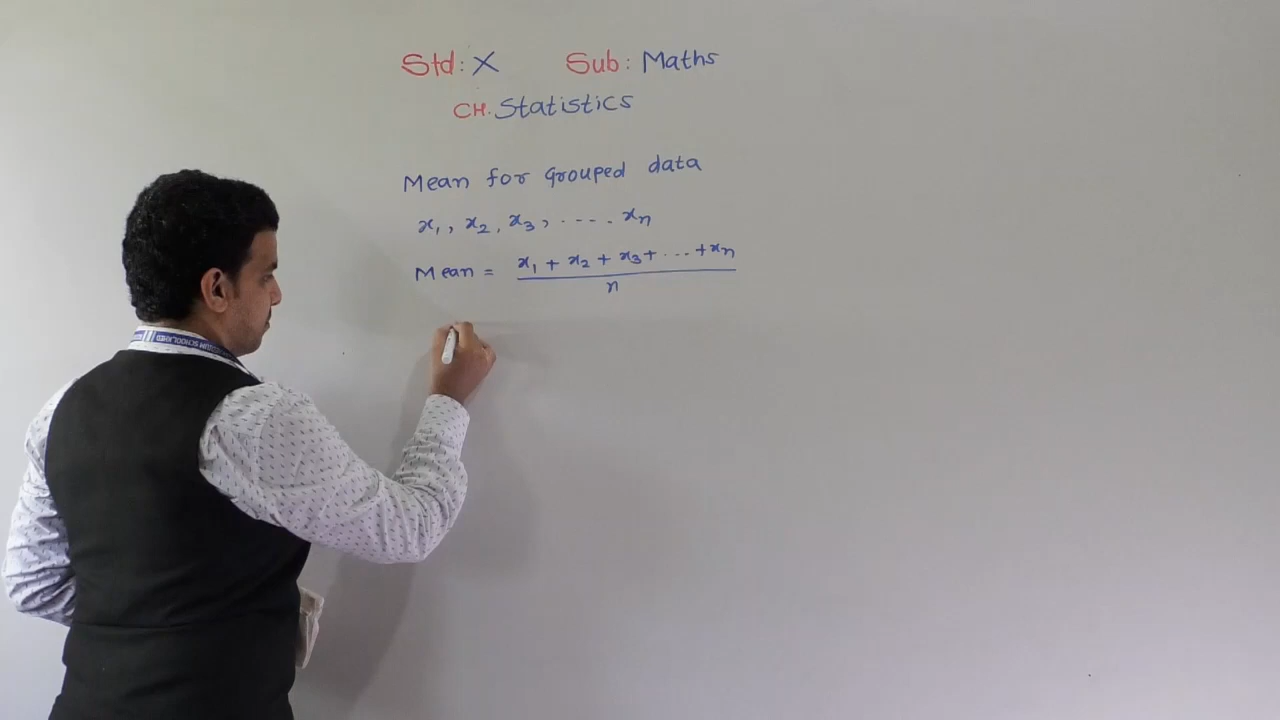 Std: X Sub: Maths
CH. Statistics
Mean for Grouped data
x₁, x₂, x₃, ..... xₙ
Mean = x₁ + x₂ + x₃ + ... + xₙ
n